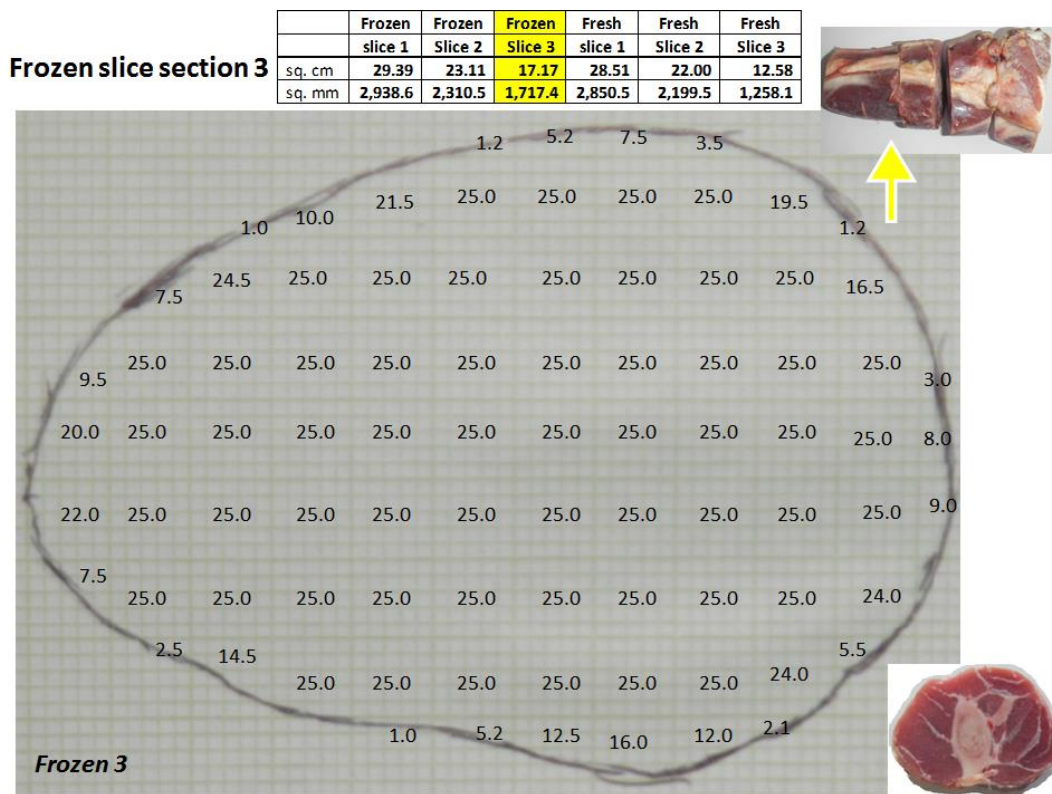 Frozen slice section 3
Frozen Frozen Frozen Fresh Fresh Fresh
slice 1 Slice 2 Slice 3 slice 1 Slice 2 Slice 3
sq. cm 29.39 23.11 17.17 28.51 22.00 12.58
sq. mm 2,938.6 2,310.5 1,717.4 2,850.5 2,199.5 1,258.1
1.2 5.2 7.5 3.5
1.0 10.0 21.5 25.0 25.0 25.0 25.0 19.5 1.2
7.5 24.5 25.0 25.0 25.0 25.0 25.0 25.0 25.0 16.5
9.5 25.0 25.0 25.0 25.0 25.0 25.0 25.0 25.0 25.0 25.0 3.0
20.0 25.0 25.0 25.0 25.0 25.0 25.0 25.0 25.0 25.0 25.0 8.0
22.0 25.0 25.0 25.0 25.0 25.0 25.0 25.0 25.0 25.0 25.0 9.0
7.5 25.0 25.0 25.0 25.0 25.0 25.0 25.0 25.0 25.0 24.0
2.5 14.5 25.0 25.0 25.0 25.0 25.0 25.0 24.0 5.5
1.0 5.2 12.5 16.0 12.0 2.1
Frozen 3